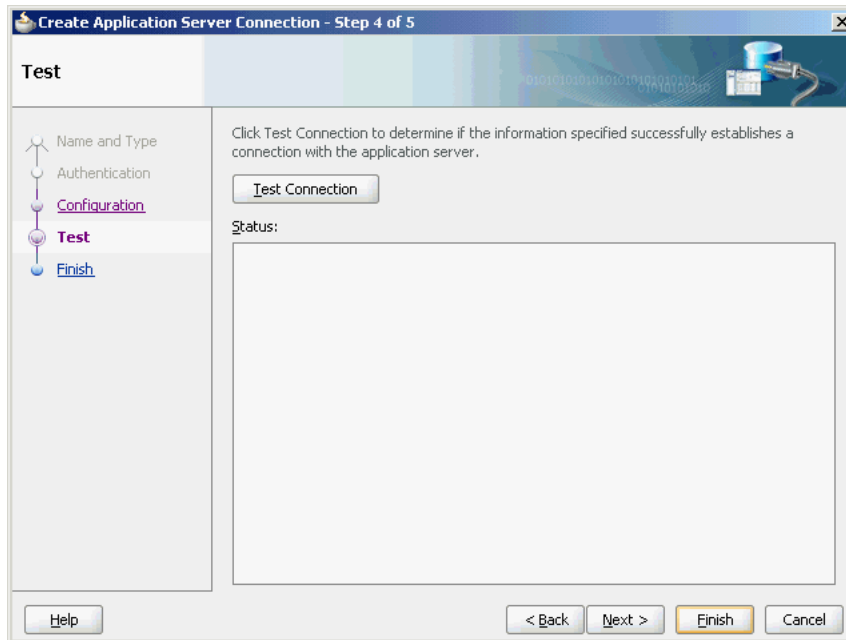 Create Application Server Connection - Step 4 of 5
Test
Name and Type
Authentication
Configuration
Test
Finish
Click Test Connection to determine if the information specified successfully establishes a
connection with the application server.
Test Connection
Status:
Help
< Back
Next >
Finish
Cancel